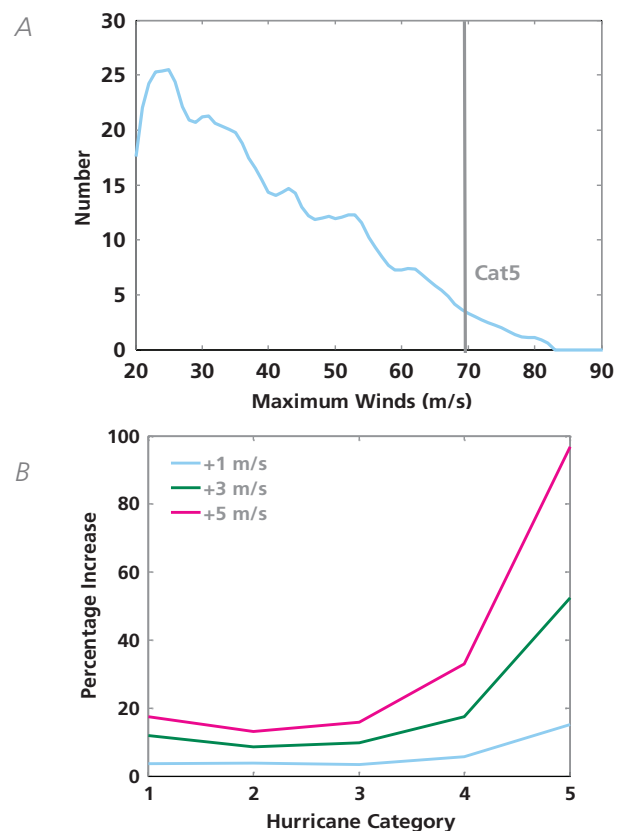 A
30
25
20
15
10
5
0
Number
Cat5
20 30 40 50 60 70 80 90
Maximum Winds (m/s)
B
100
80
60
40
20
0
Percentage Increase
+1 m/s
+3 m/s
+5 m/s
1 2 3 4 5
Hurricane Category